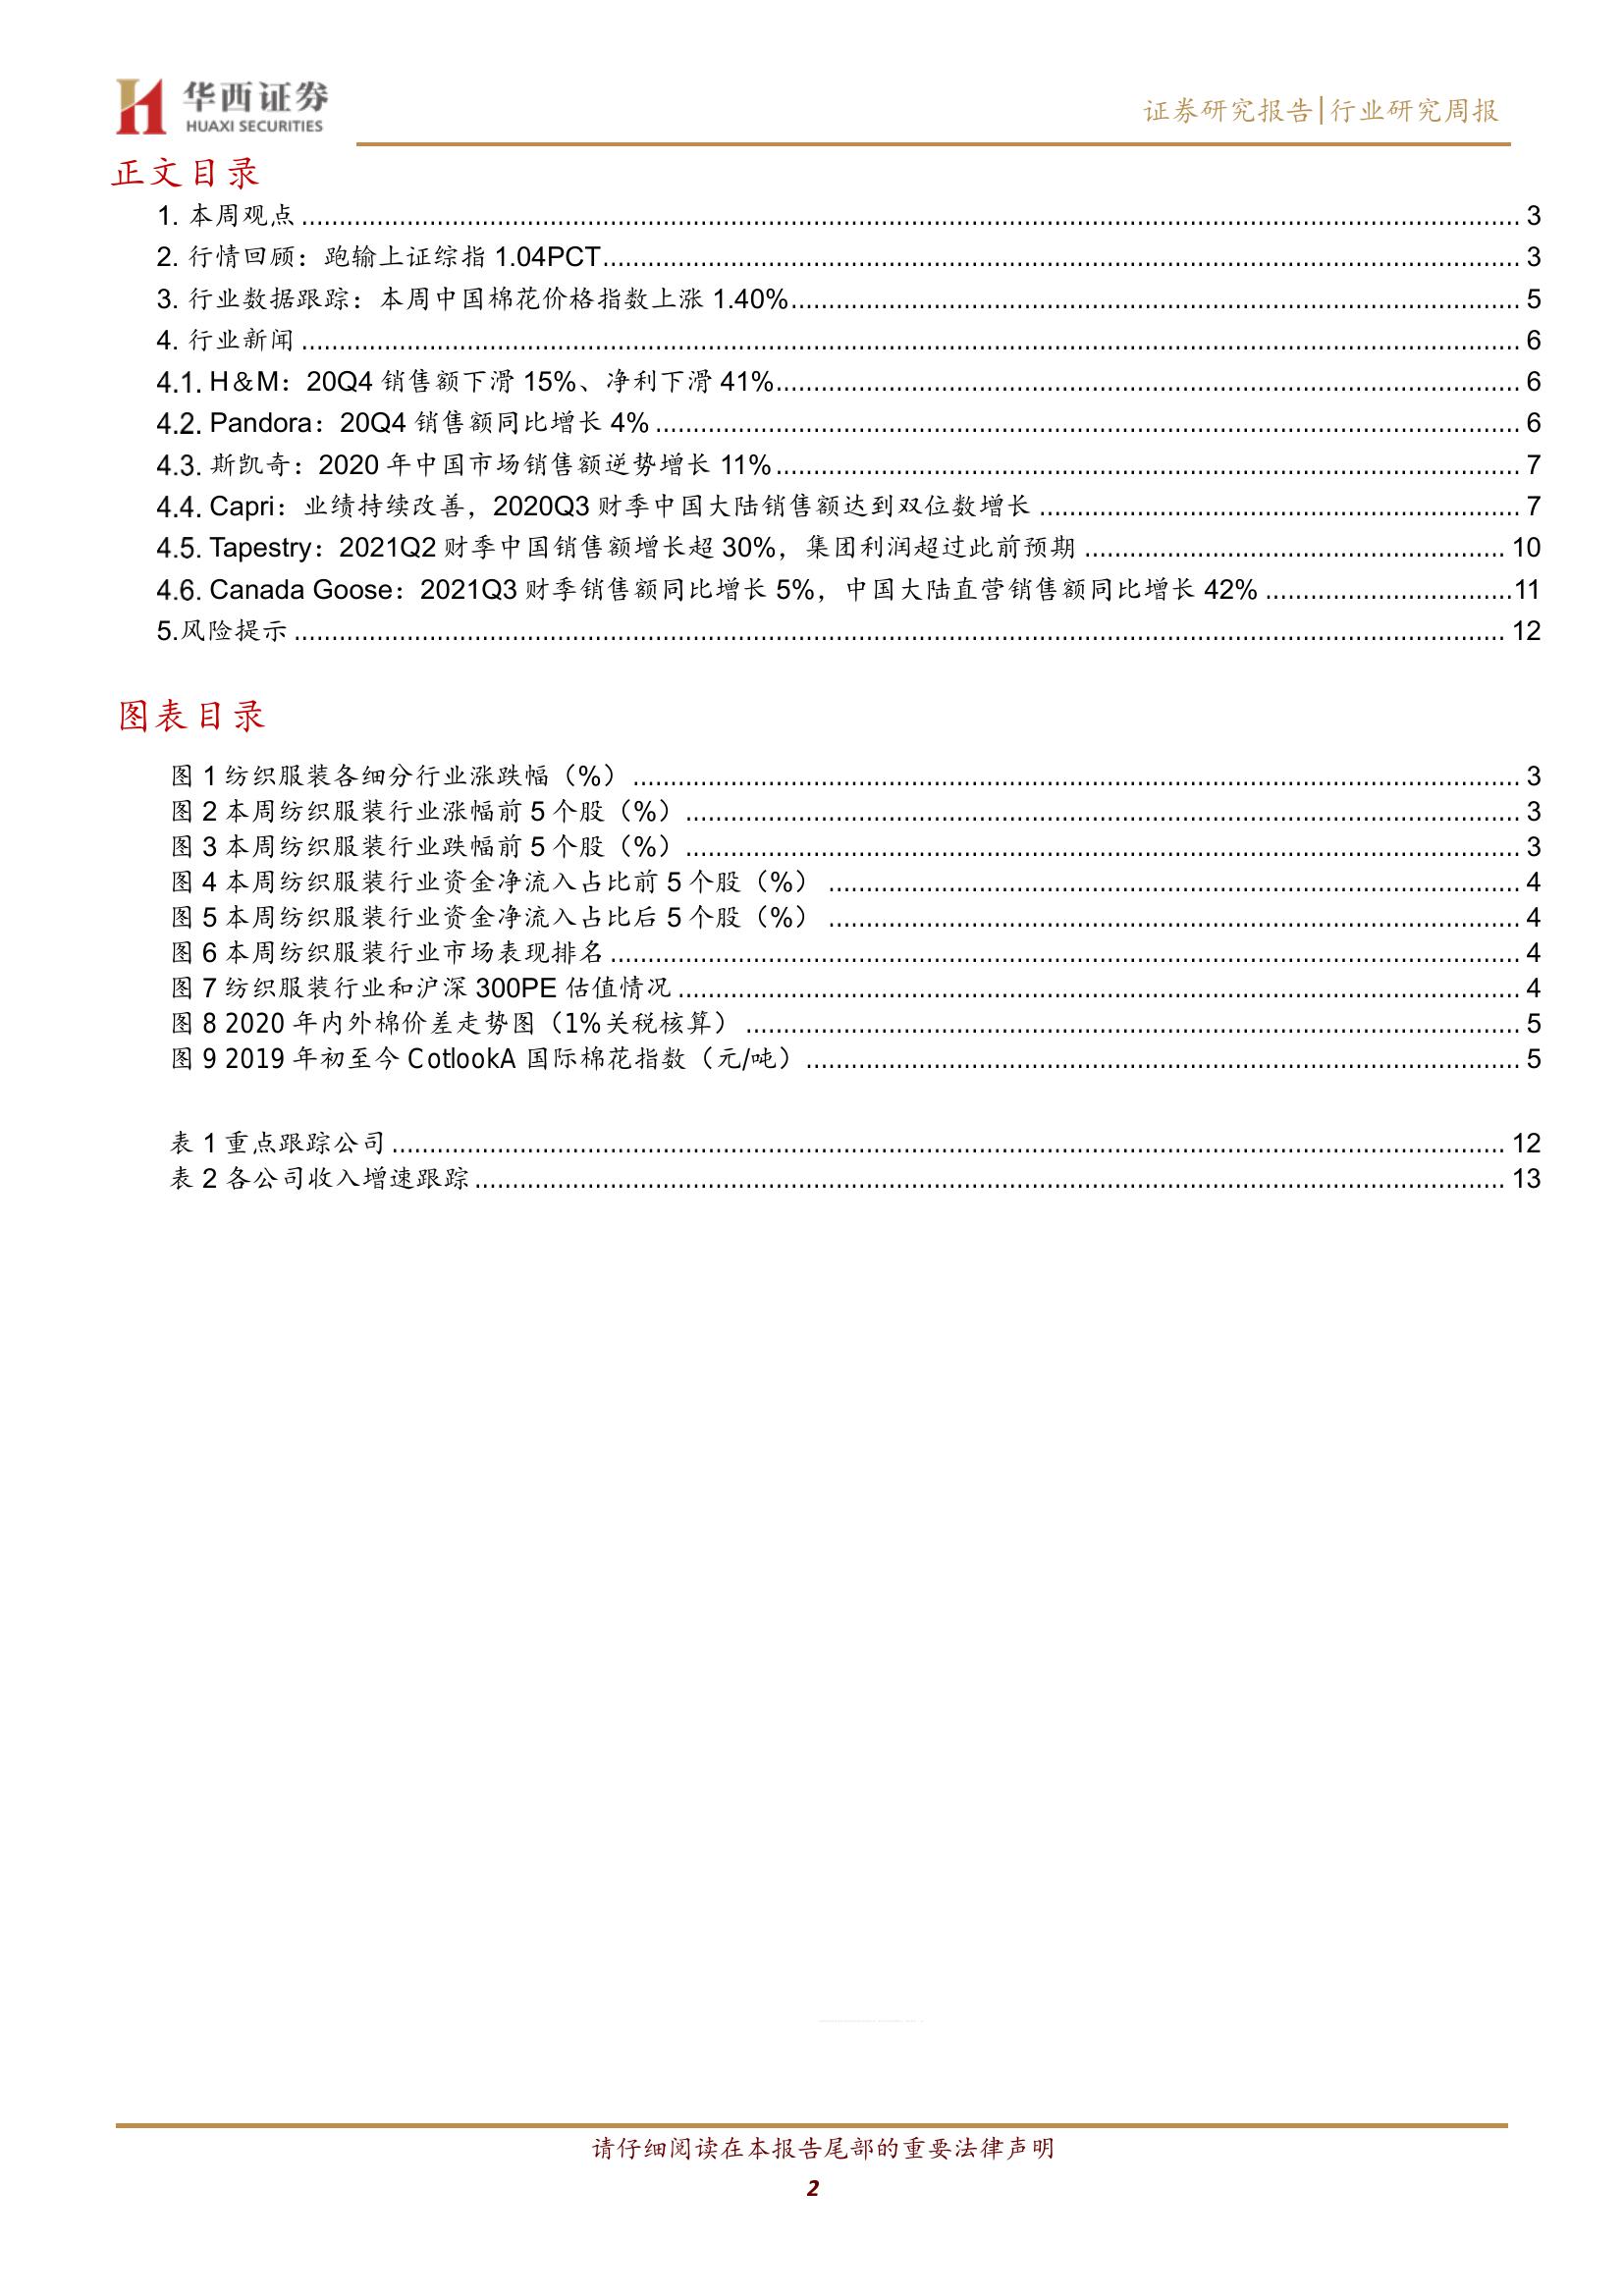 华西证券
HUAXI SECURITIES
证券研究报告|行业研究周报
正文目录
1. 本周观点 ........ 3
2. 行情回顾：跑输上证综指 1.04PCT ........ 3
3. 行业数据跟踪：本周中国棉花价格指数上涨 1.40% ........ 5
4. 行业新闻 ........ 6
4.1. H&M：20Q4 销售额下滑 15%、净利下滑 41% ........ 6
4.2. Pandora：20Q4 销售额同比增长 4% ........ 6
4.3. 斯凯奇：2020 年中国市场销售额逆势增长 11% ........ 7
4.4. Capri：业绩持续改善，2020Q3 财季中国大陆销售额达到双位数增长 ........ 7
4.5. Tapestry：2021Q2 财季中国销售额增长超 30%，集团利润超过此前预期 ........ 10
4.6. Canada Goose：2021Q3 财季销售额同比增长 5%，中国大陆直营销售额同比增长 42% ........ 11
5.风险提示 ........ 12
图表目录
图 1 纺织服装各细分行业涨跌幅（%） ........ 3
图 2 本周纺织服装行业涨幅前 5 个股（%） ........ 3
图 3 本周纺织服装行业跌幅前 5 个股（%） ........ 3
图 4 本周纺织服装行业资金净流入占比前 5 个股（%） ........ 4
图 5 本周纺织服装行业资金净流入占比后 5 个股（%） ........ 4
图 6 本周纺织服装行业市场表现排名 ........ 4
图 7 纺织服装行业和沪深 300PE 估值情况 ........ 4
图 8 2020 年内外棉价差走势图（1%关税核算） ........ 5
图 9 2019 年初至今 CotlookA 国际棉花指数（元/吨） ........ 5
表 1 重点跟踪公司 ........ 12
表 2 各公司收入增速跟踪 ........ 13
请仔细阅读在本报告尾部的重要法律声明
2